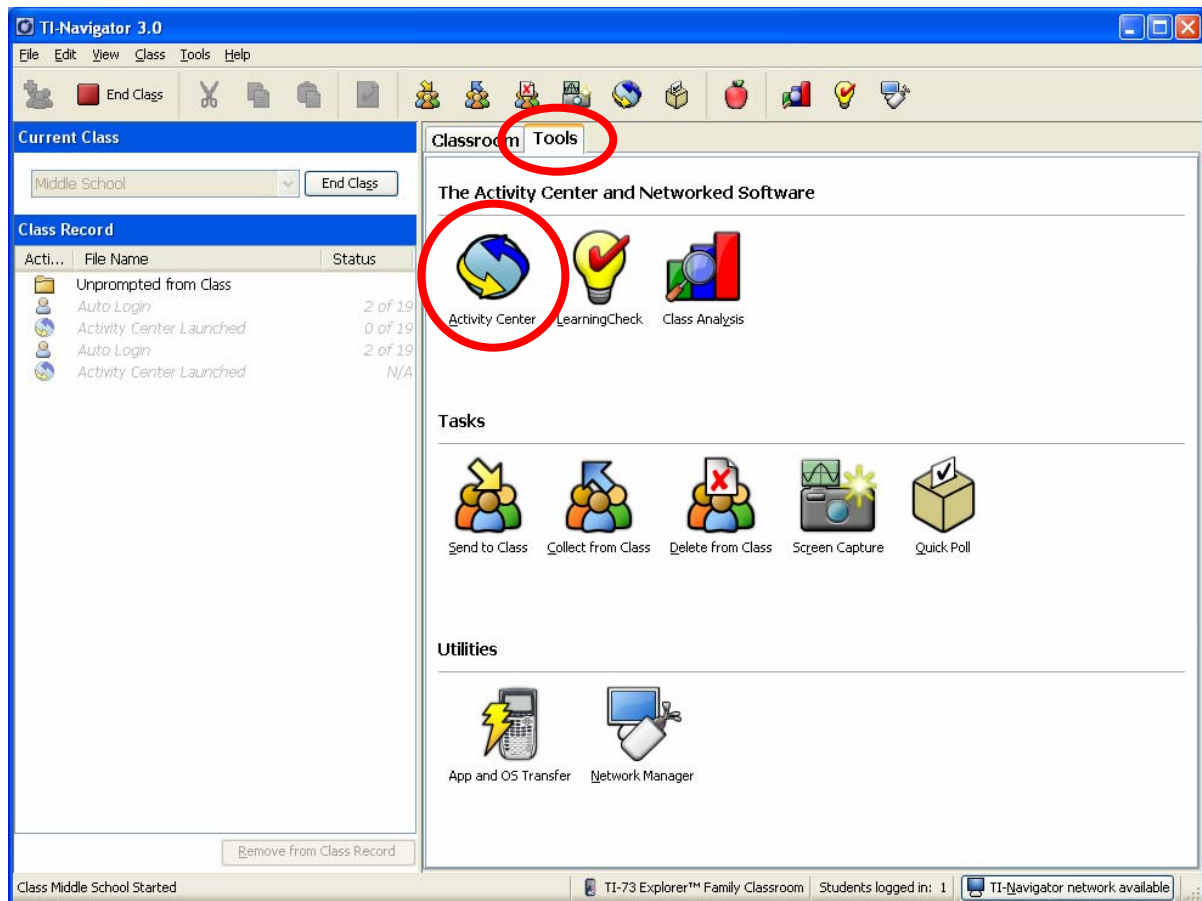 TI-Navigator 3.0
File Edit View Class Tools Help
End Class
Current Class
Middle School
End Class
Class Record
Acti... File Name Status
Unprompted from Class
Auto Login 2 of 19
Activity Center Launched 0 of 19
Auto Login 2 of 19
Activity Center Launched N/A
Remove from Class Record
Classroom Tools
The Activity Center and Networked Software
Activity Center LearningCheck Class Analysis
Tasks
Send to Class Collect from Class Delete from Class Screen Capture Quick Poll
Utilities
App and OS Transfer Network Manager
Class Middle School Started TI-73 Explorer™ Family Classroom Students logged in: 1 TI-Navigator network available